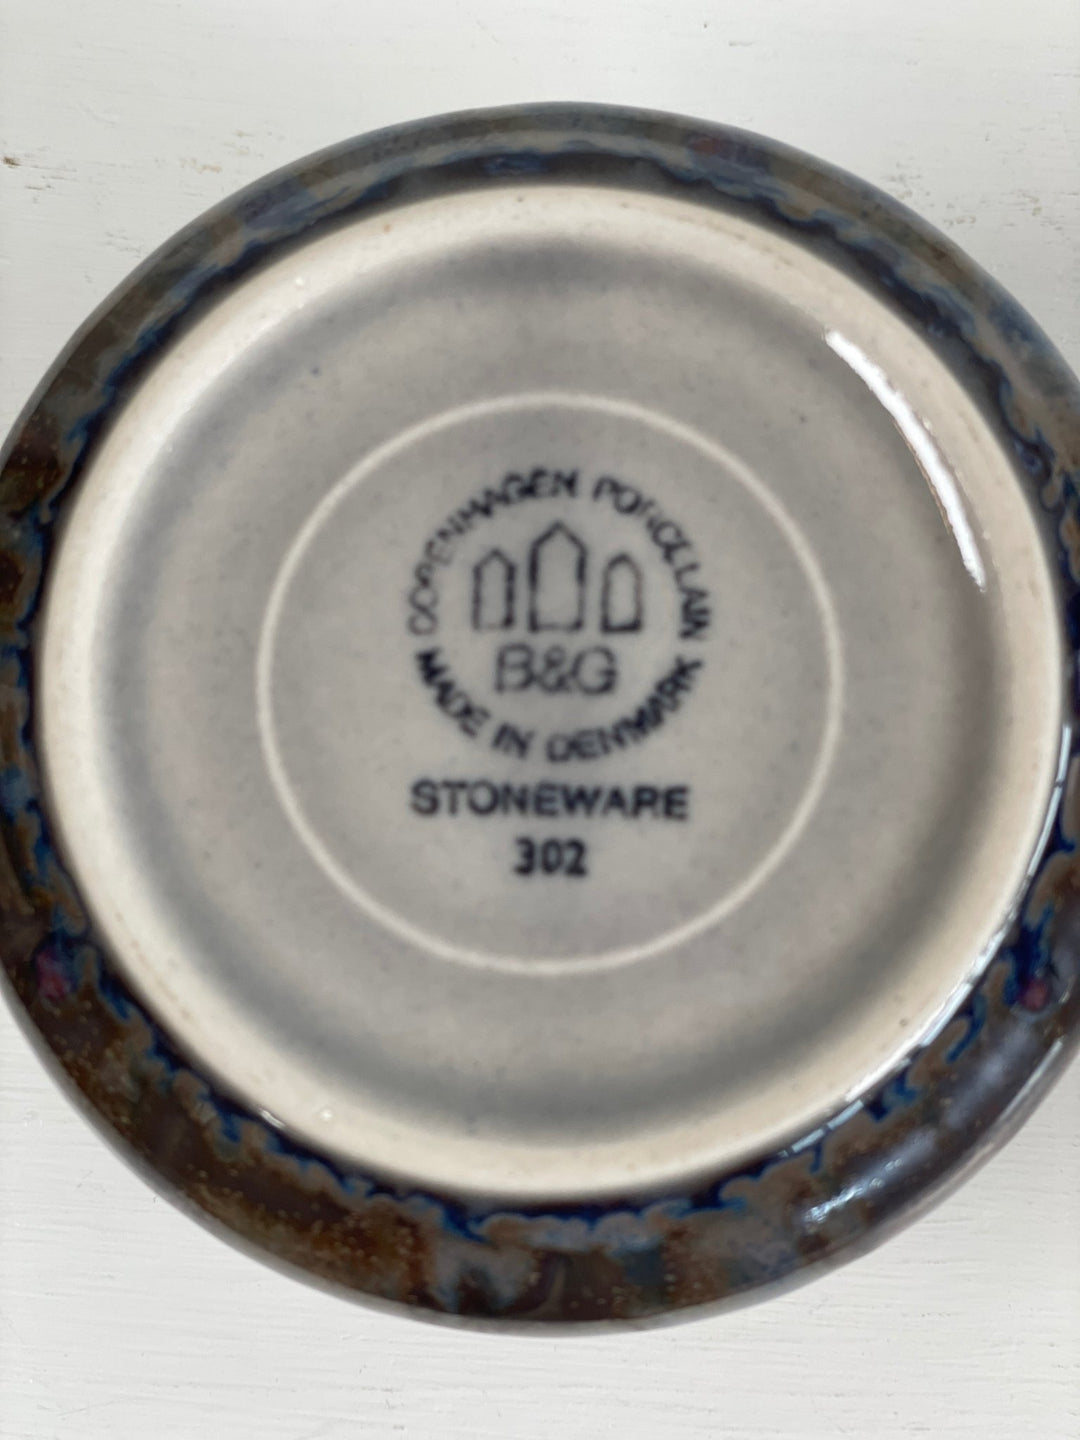 COPENHAGEN PORCELAIN
B&G
MADE IN DENMARK
STONEWARE
302